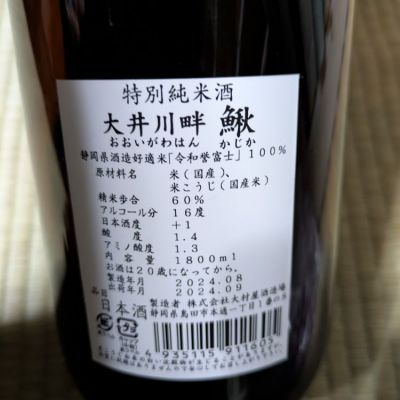 特別純米酒
大井川畔 鰍
おおいがわはん かじか
静岡県酒造好適米「令和誉富士」100%
原材料名 : 米(国産)、
米こうじ(国産米)
精米歩合 : 60%
アルコール分 : 16度
日本酒度 : +1
酸度 : 1.4
アミノ酸度 : 1.3
内容量 : 1800ml
お酒は20歳になってから。
製造年月 2024.08
出荷年月 2024.09
品目
日本酒
製造者 株式会社大村屋酒造場
静岡県島田市本通一丁目1番の8
4 935115 911605